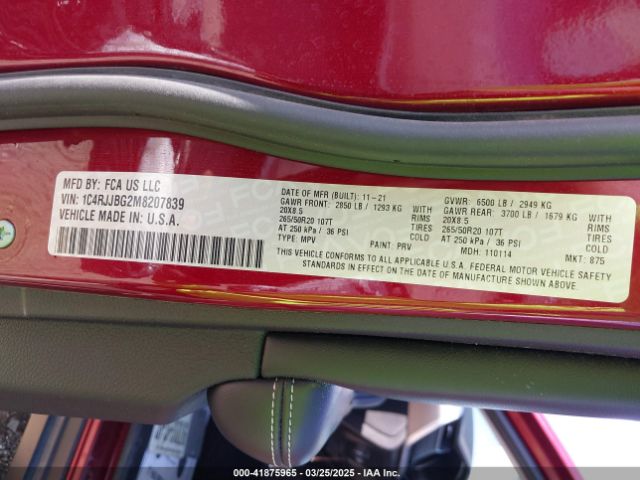 MFD BY: FCA US LLC
VIN: 1C4RJJBG2M8207839
VEHICLE MADE IN: U.S.A.
DATE OF MFR (BUILT): 11-21
GAWR FRONT: 2850 LB / 1293 KG WITH
20X8.5 RIMS
265/50R20 107T TIRES
AT 250 kPa / 36 PSI COLD
TYPE: MPV PAINT: PRV
GVWR: 6500 LB / 2949 KG
GAWR REAR: 3700 LB / 1679 KG WITH
20X8.5 RIMS
265/50R20 107T TIRES
AT 250 kPa / 36 PSI COLD
MDH: 110114 MKT: 875
THIS VEHICLE CONFORMS TO ALL APPLICABLE U.S.A. FEDERAL MOTOR VEHICLE SAFETY
STANDARDS IN EFFECT ON THE DATE OF MANUFACTURE SHOWN ABOVE.
OWNER: 41875965 - 03/25/2025 - IAA Inc.